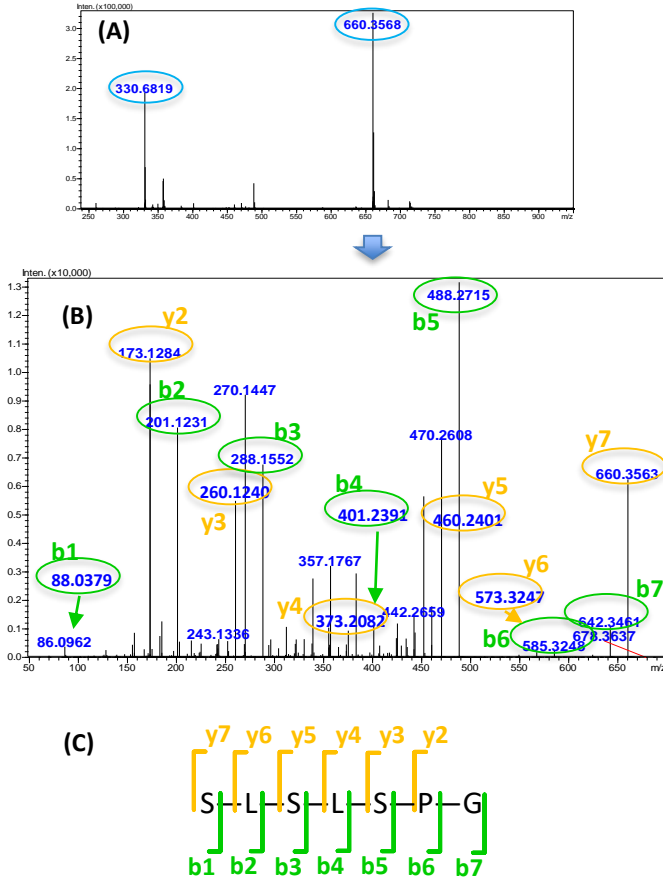 Inten. (x100,000)
(A)
660.3568
330.6819
3.0
2.5
2.0
1.5
1.0
0.5
0.0
250 300 350 400 450 500 550 600 650 700 750 800 850 900 m/z
Inten. (x10,000)
(B)
1.3
1.2
1.1
1.0
0.9
0.8
0.7
0.6
0.5
0.4
0.3
0.2
0.1
0.0
y2
173.1284
b2
201.1231
270.1447
b3
288.1552
260.1240
y3
b1
88.0379
86.0962
243.1336
b4
401.2391
357.1767
y4
373.2082
442.2659
488.2715
b5
470.2608
y5
460.2401
y6
573.3247
b6
585.3248
y7
660.3563
b7
642.3461
678.3637
50 100 150 200 250 300 350 400 450 500 550 600 650 m/z
(C)
y7 y6 y5 y4 y3 y2
S L S L S P G
b1 b2 b3 b4 b5 b6 b7